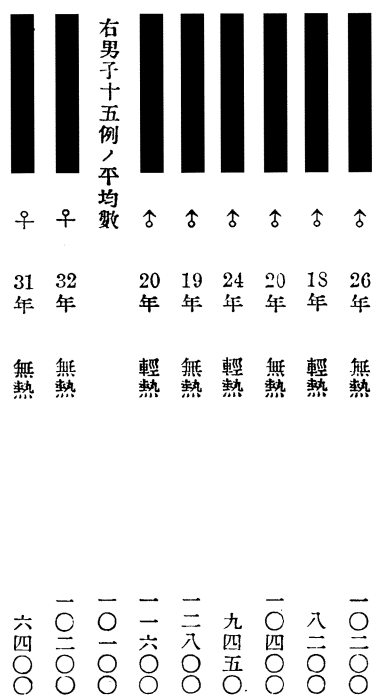 ♂ 26年 無熱 一〇二〇〇
♂ 18年 輕熱 八二〇〇
♂ 20年 無熱 一〇四〇〇
♂ 24年 輕熱 九四五〇
♂ 19年 無熱 一二八〇〇
♂ 20年 輕熱 一一六〇〇
右男子十五例ノ平均數 一〇一〇〇
♀ 32年 無熱 一〇二〇〇
♀ 31年 無熱 六四〇〇